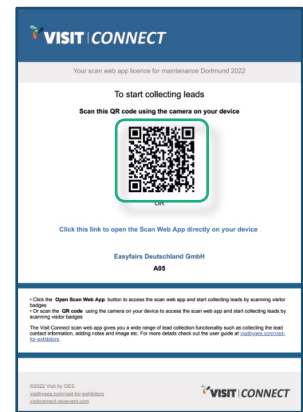 VISIT | CONNECT
Your scan web app licence for maintenance Dortmund 2022
To start collecting leads
Scan this QR code using the camera on your device
OR
Click this link to open the Scan Web App directly on your device
Easyfairs Deutschland GmbH
A05
• Click the Open Scan Web App button to access the scan web app and start collecting leads by scanning visitor
badges
• Or scan the QR code using the camera on your device to access the scan web app and start collecting leads by
scanning visitor badges
The Visit Connect scan web app gives you a wide range of lead collection functionality such as collecting the lead
contact information, adding notes and image etc. For more details check out the user guide at visitbyges.com/visit-
for-exhibitors.
©2022 Visit by GES
visitbyges.com/visit-for-exhibitors
visitconnect.gesevent.com
VISIT | CONNECT